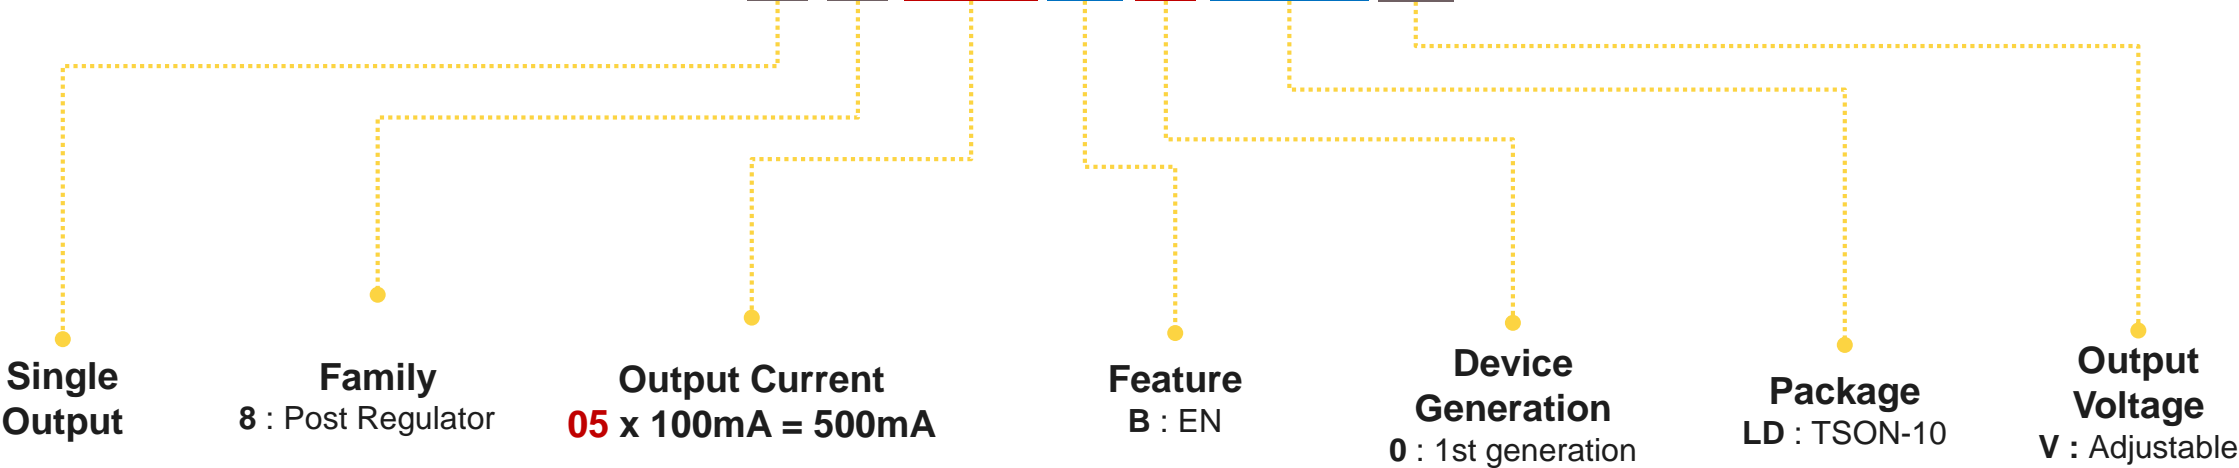 Single
Output
Family
8 : Post Regulator
Output Current
05 x 100mA = 500mA
Feature
B : EN
Device
Generation
0 : 1st generation
Package
LD : TSON-10
Output
Voltage
V : Adjustable